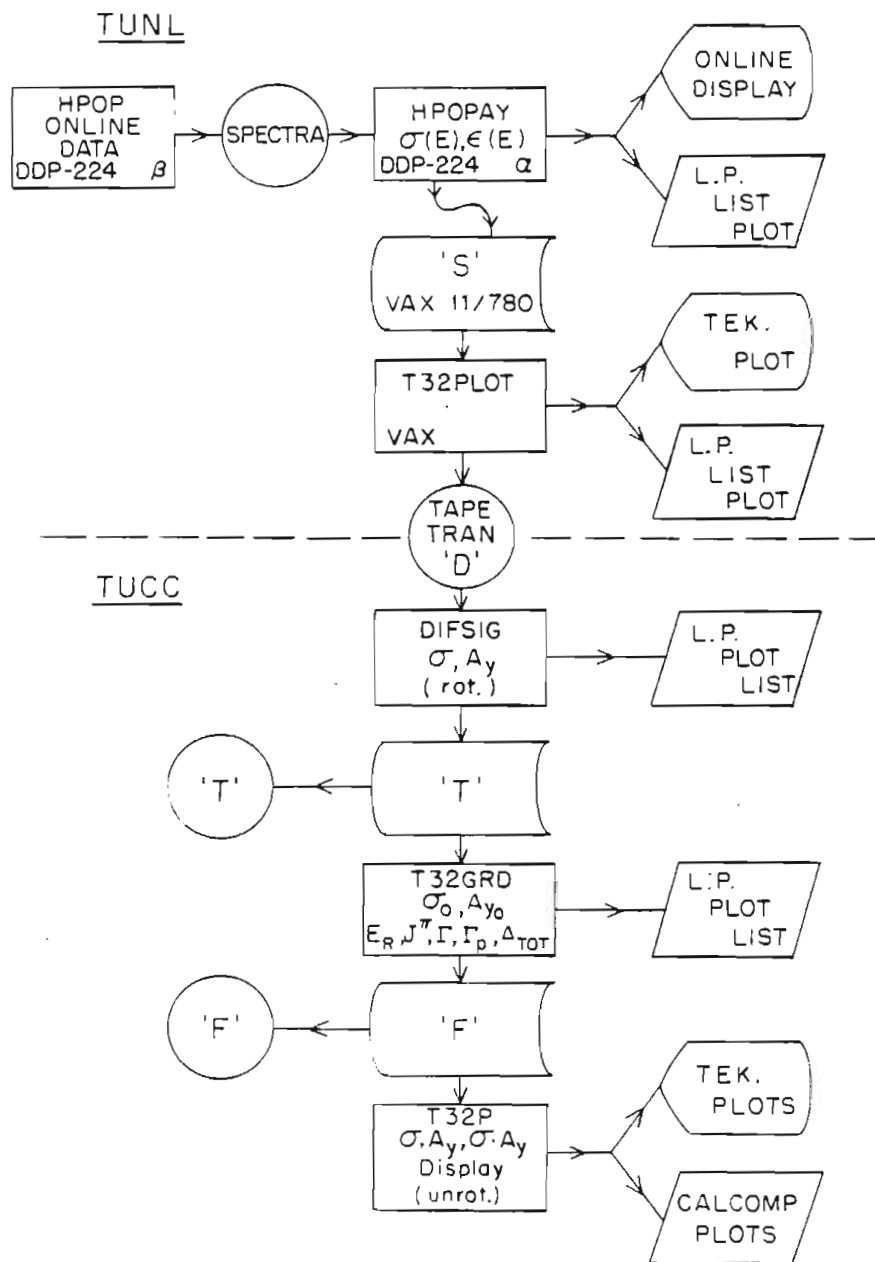 TUNL
HPOP
ONLINE
DATA
DDP-224 β
SPECTRA
HPOPAY
σ(E),ϵ(E)
DDP-224 α
ONLINE
DISPLAY
L.P.
LIST
PLOT
'S'
VAX 11/780
T32PLOT
VAX
TEK.
PLOT
L.P.
LIST
PLOT
TAPE
TRAN
'D'
TUCC
DIFSIG
σ, Ay
(rot.)
L.P.
PLOT
LIST
'T'
'T'
T32GRD
σo, Ayo
ER, Jπ, Γ, Γp, ΔTOT
L.P.
PLOT
LIST
'F'
'F'
T32P
σ, Ay, σ·Ay
Display
(unrot.)
TEK.
PLOTS
CALCOMP
PLOTS